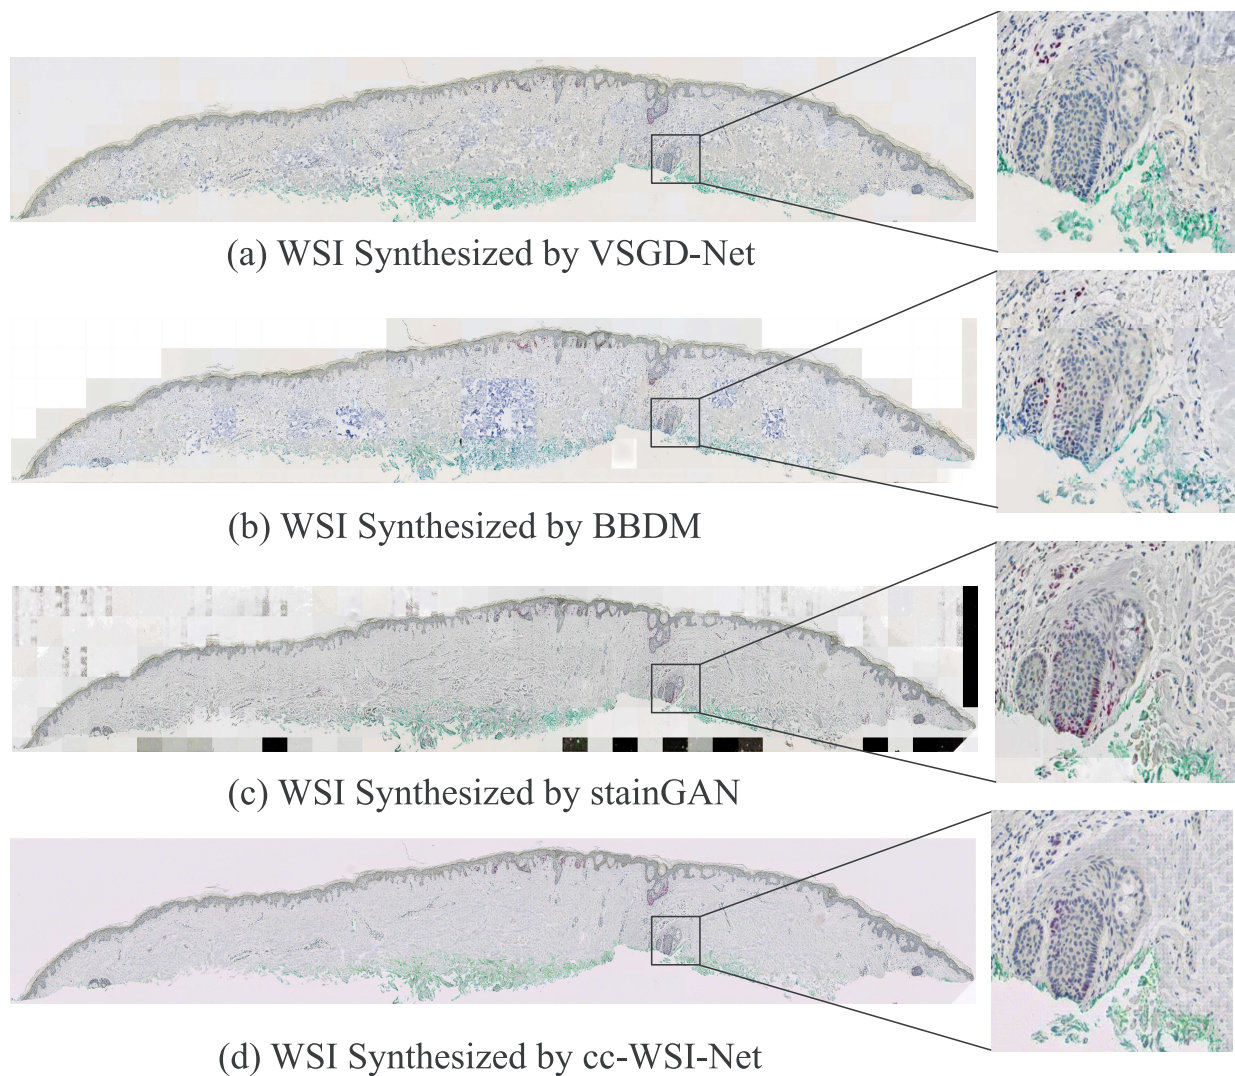 (a) WSI Synthesized by VSGD-Net
(b) WSI Synthesized by BBDM
(c) WSI Synthesized by stainGAN
(d) WSI Synthesized by cc-WSI-Net